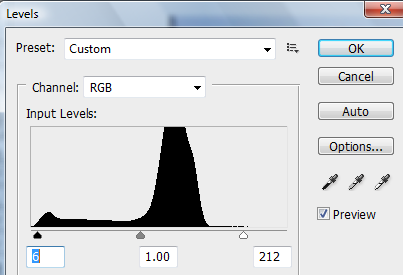 Levels
Preset: Custom
OK
Cancel
Channel: RGB
Auto
Input Levels:
Options...
Preview
6 1.00 212